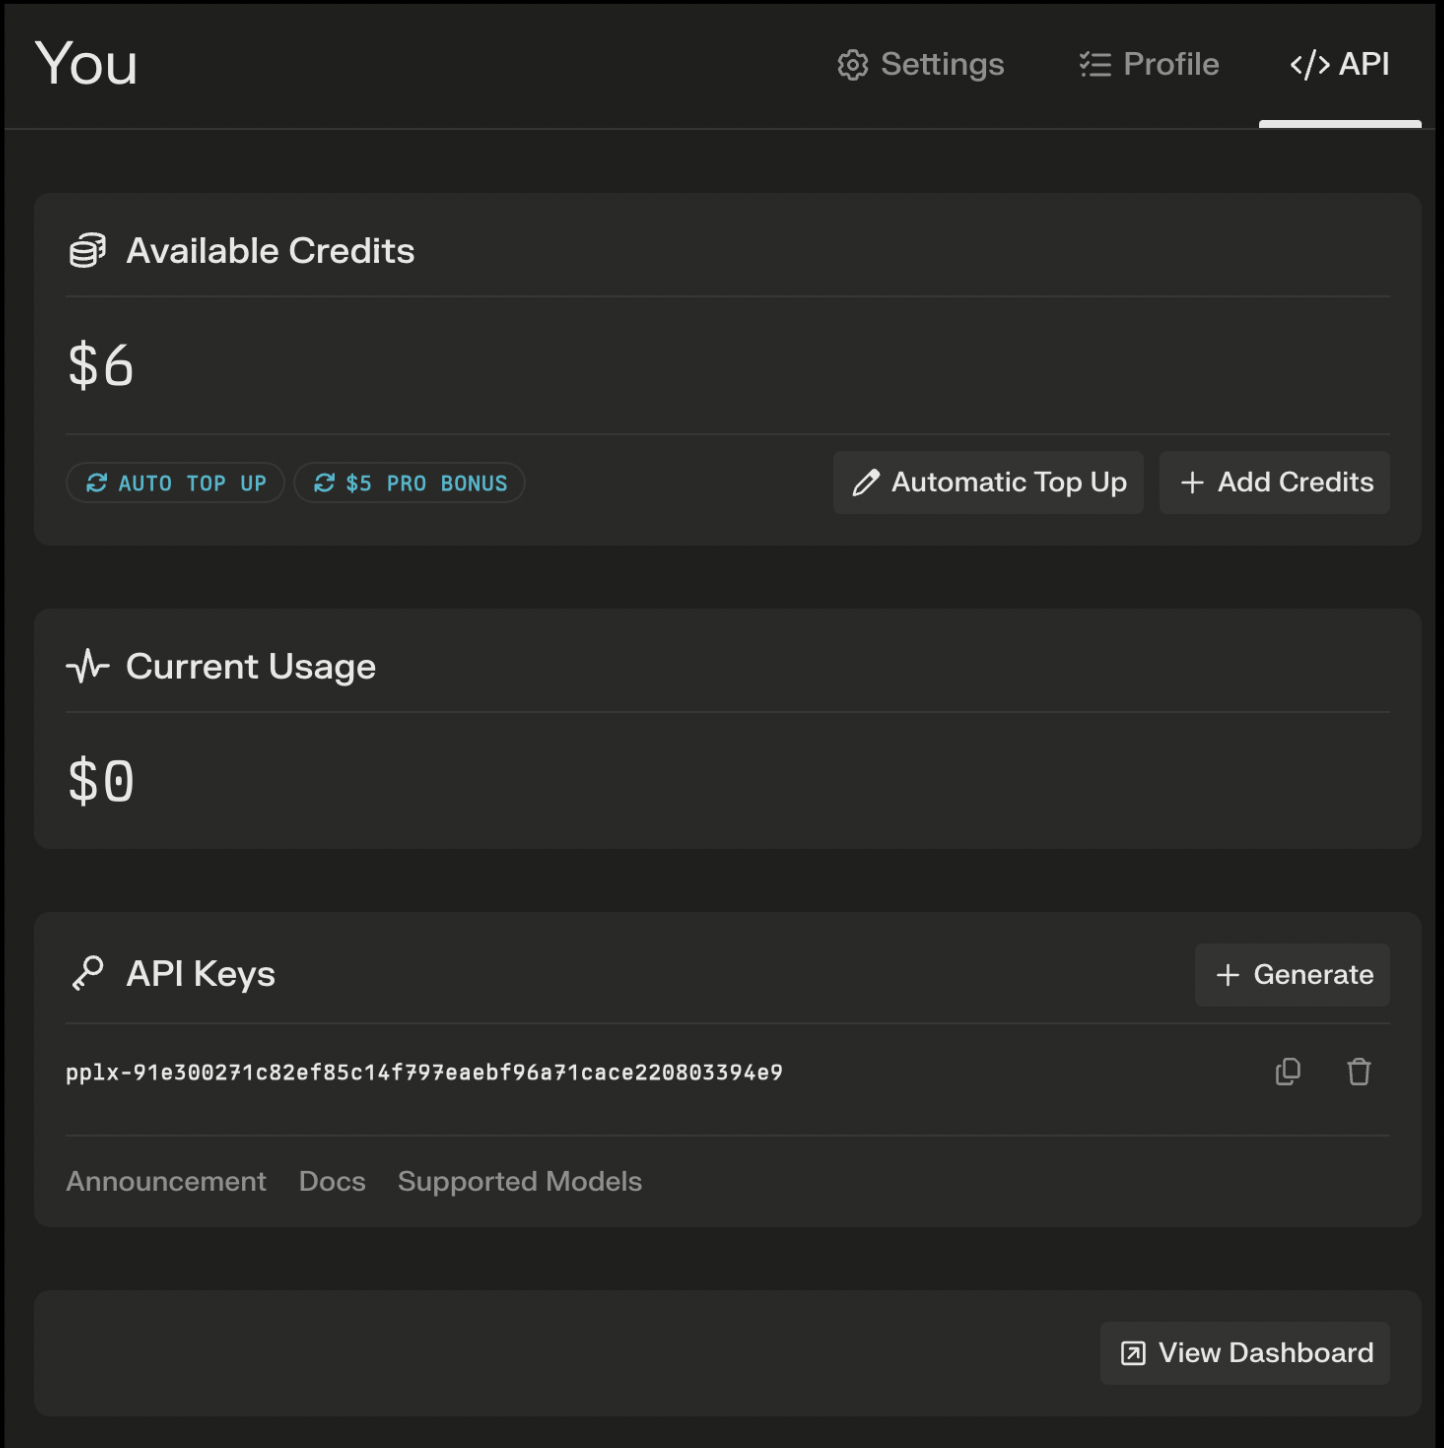 You
Settings
Profile
</> API
Available Credits
$6
AUTO TOP UP
$5 PRO BONUS
Automatic Top Up
+ Add Credits
Current Usage
$0
API Keys
+ Generate
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
Announcement
Docs
Supported Models
View Dashboard